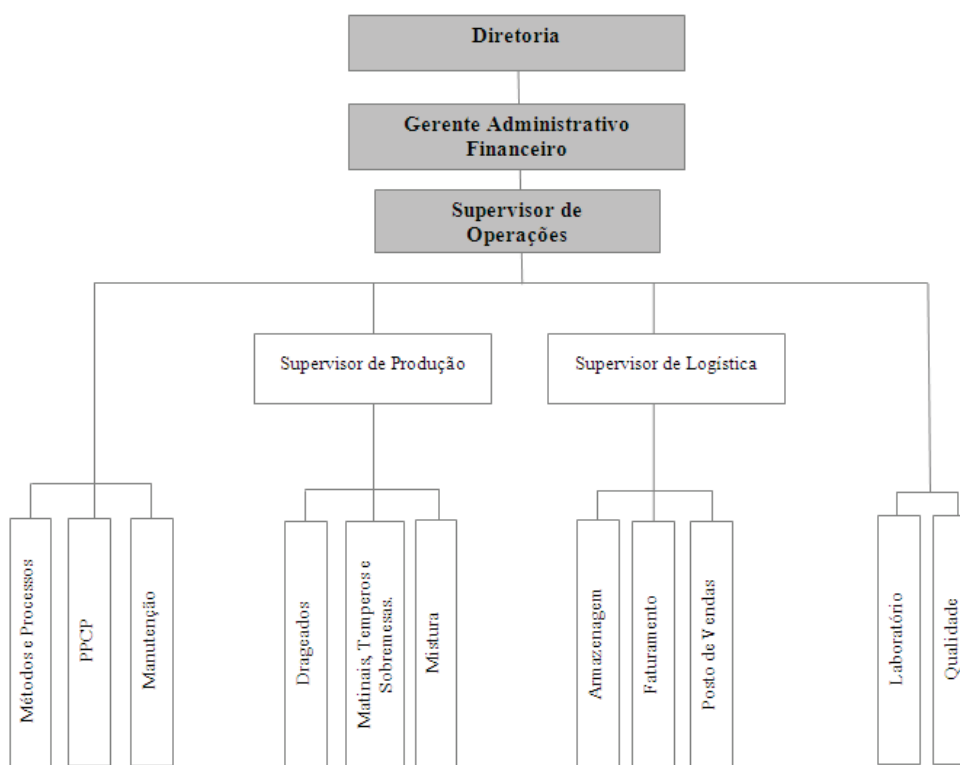 Diretoria
Gerente Administrativo
Financeiro
Supervisor de
Operações
Supervisor de Produção
Supervisor de Logística
Métodos e Processos
PPCP
Manutenção
Drageados
Matinais, Temperos e
Sobremesas.
Mistura
Armazenagem
Faturamento
Posto de Vendas
Laboratório
Qualidade